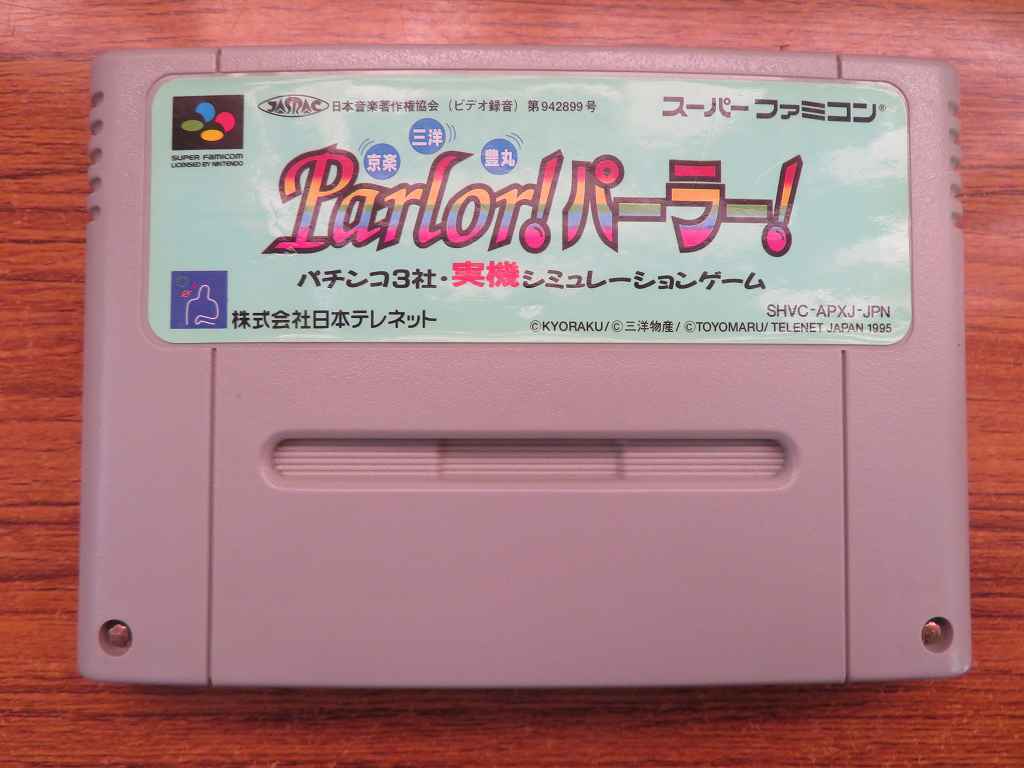 JASRAC 日本音楽著作権協会 (ビデオ録音) 第942899号
スーパーファミコン®
SUPER FAMICOM
LICENSED BY NINTENDO
京楽 三洋 豊丸
Parlor!パーラー!
パチンコ3社・実機シミュレーションゲーム
株式会社日本テレネット
SHVC-APXJ-JPN
©KYORAKU/©三洋物産/©TOYOMARU/TELENET JAPAN 1995